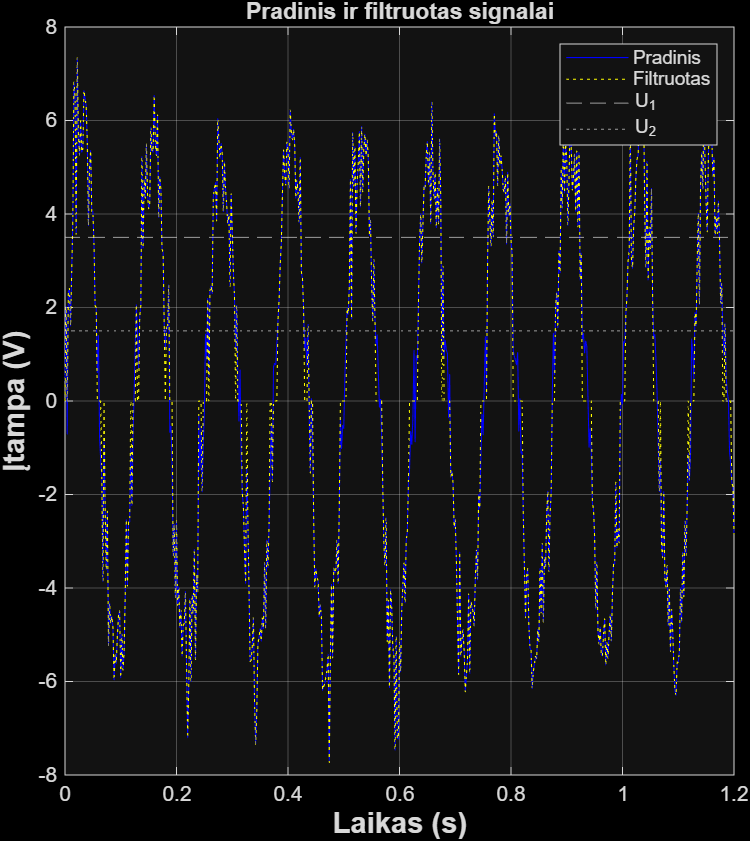 Pradinis ir filtruotas signalai
8
6
4
2
0
-2
-4
-6
-8
Įtampa (V)
Pradinis
Filtruotas
U₁
U₂
0 0.2 0.4 0.6 0.8 1 1.2
Laikas (s)